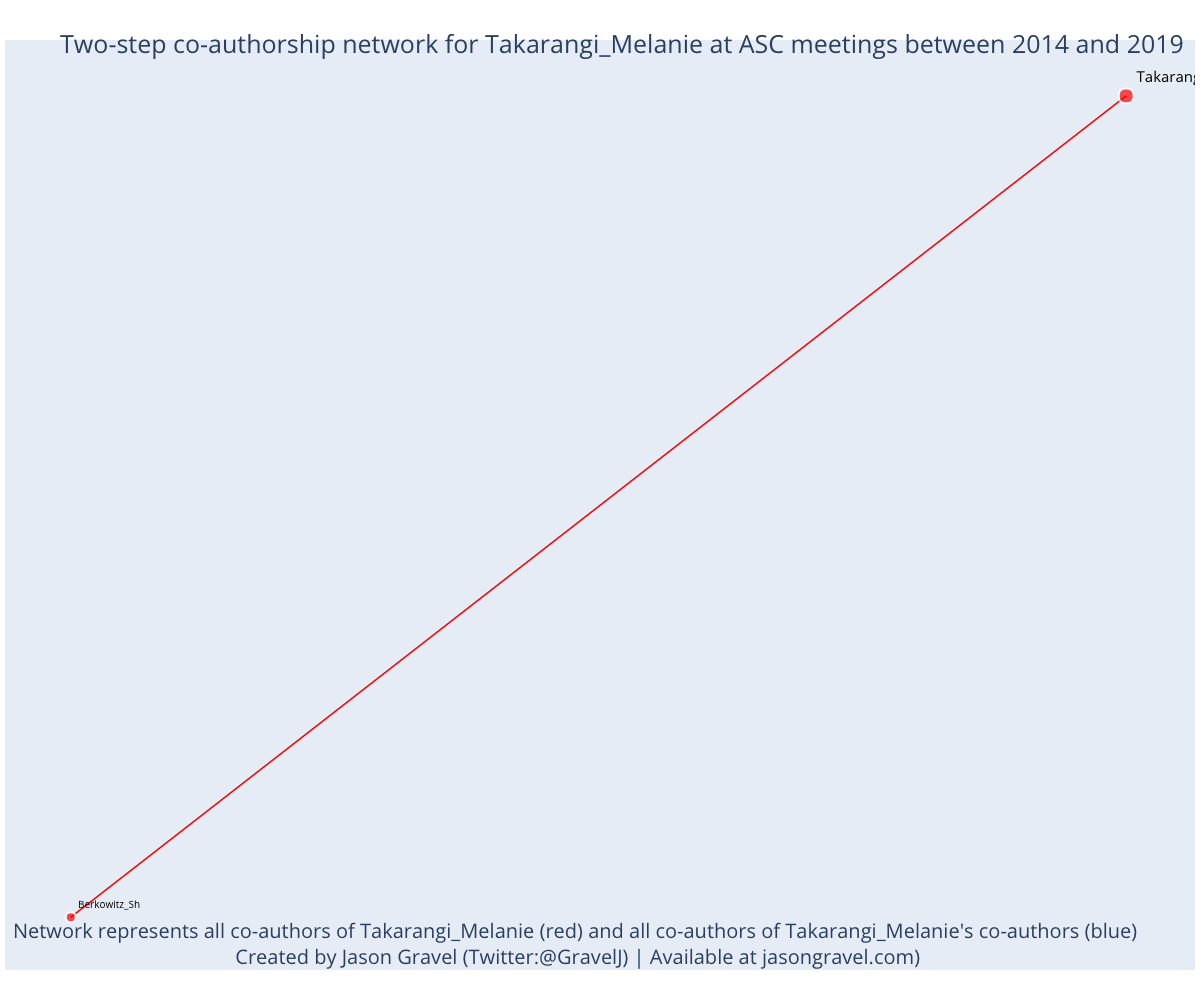 Two-step co-authorship network for Takarangi_Melanie at ASC meetings between 2014 and 2019
Takarang
Berkowitz_Sh
Network represents all co-authors of Takarangi_Melanie (red) and all co-authors of Takarangi_Melanie's co-authors (blue)
Created by Jason Gravel (Twitter:@GravelJ) | Available at jasongravel.com)